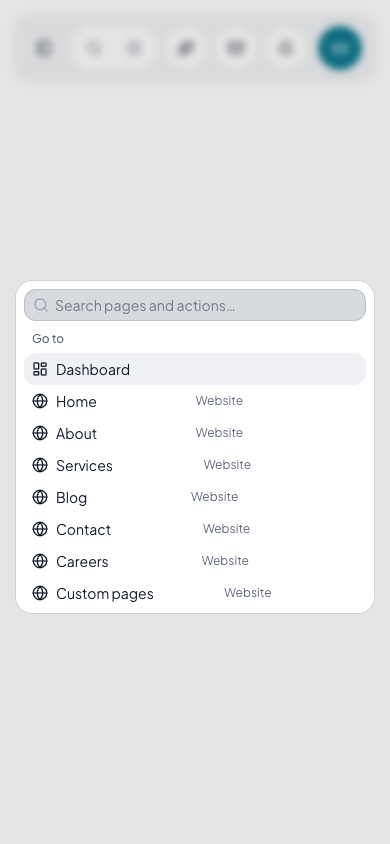 Search pages and actions…
Go to
Dashboard
Home Website
About Website
Services Website
Blog Website
Contact Website
Careers Website
Custom pages Website